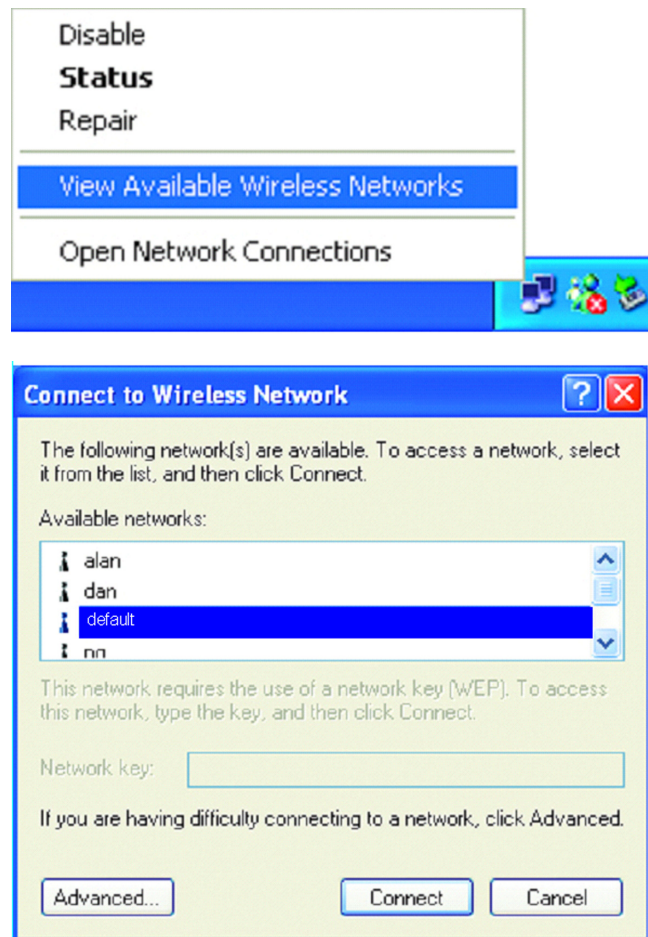 Disable
Status
Repair
View Available Wireless Networks
Open Network Connections
Connect to Wireless Network
The following network(s) are available. To access a network, select
it from the list, and then click Connect.
Available networks:
alan
dan
default
This network requires the use of a network key (WEP). To access
this network, type the key, and then click Connect.
Network key:
If you are having difficulty connecting to a network, click Advanced.
Advanced...
Connect
Cancel